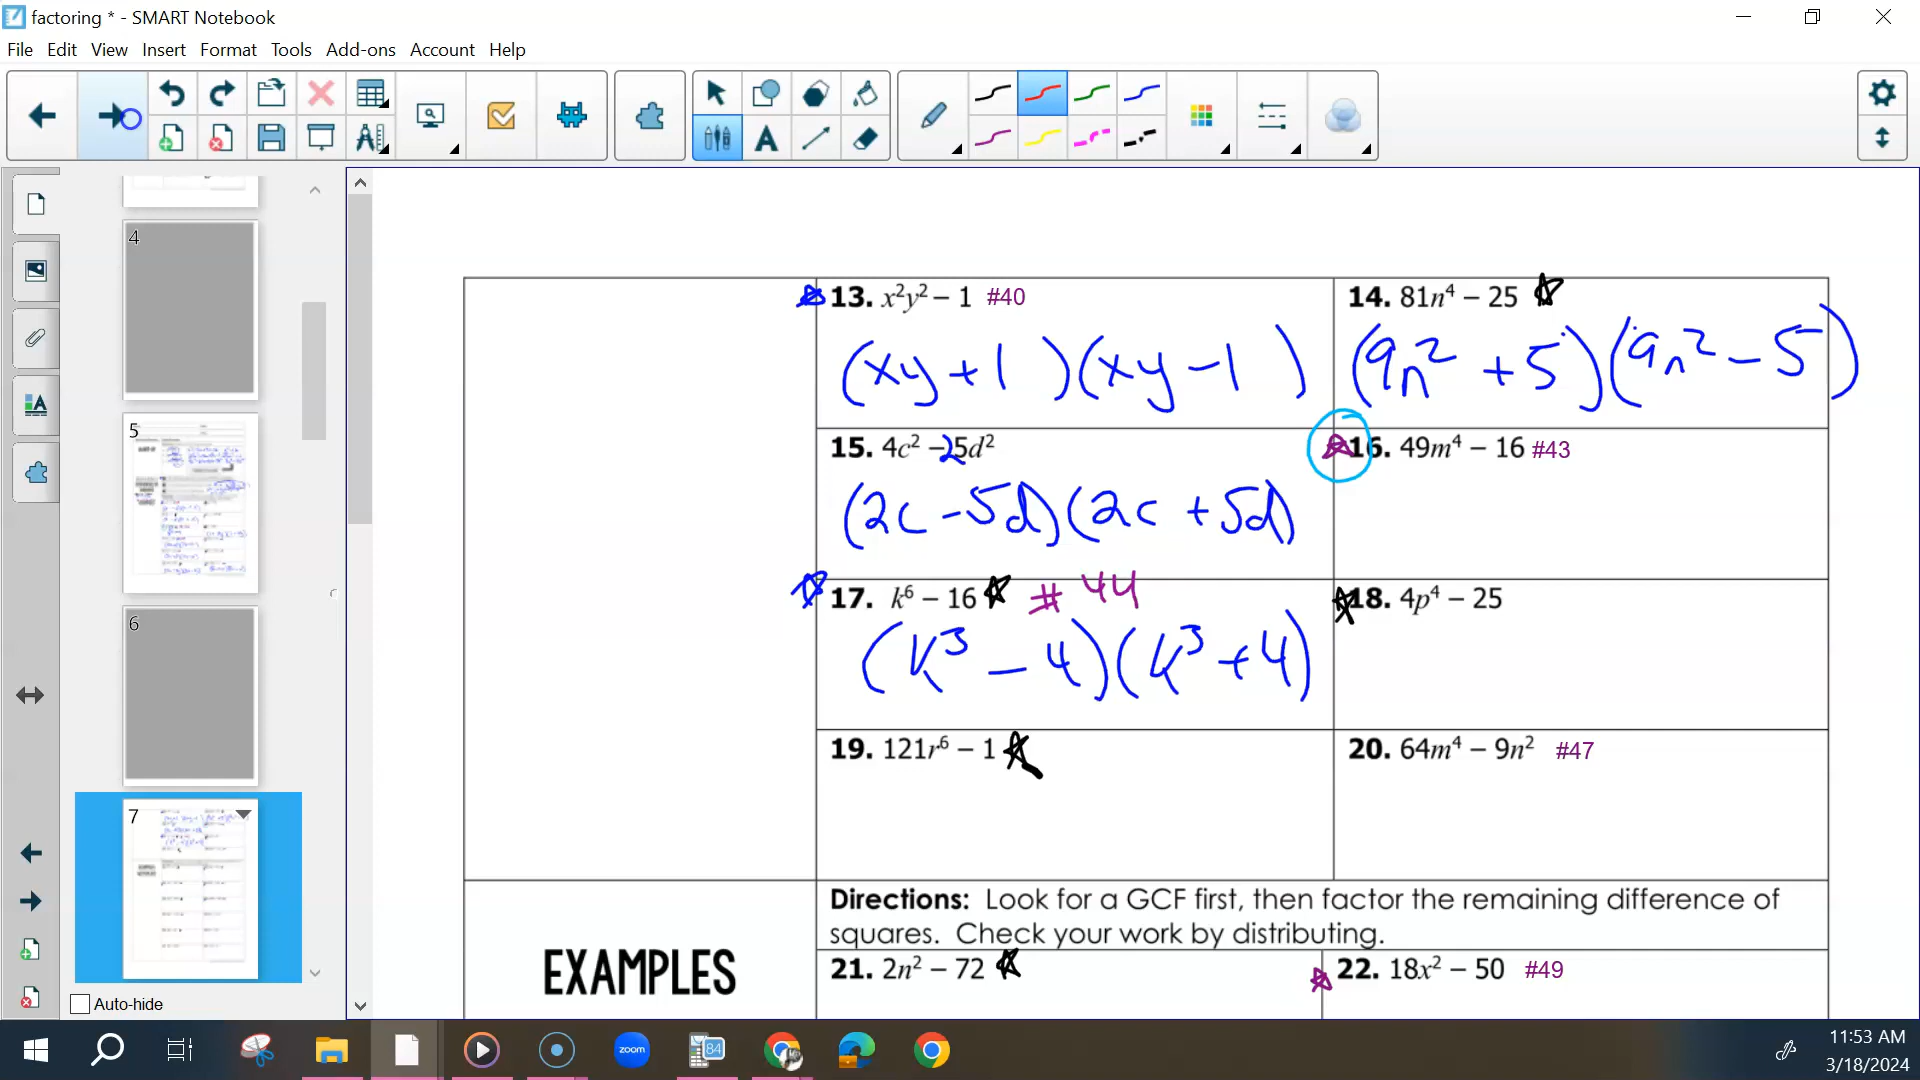 factoring * - SMART Notebook
File Edit View Insert Format Tools Add-ons Account Help
4
5
6
7
Auto-hide
13. x²y² – 1 #40
(xy + 1)(xy – 1)
14. 81n⁴ – 25
(9n² + 5)(9n² – 5)
15. 4c² – 25d²
(2c – 5d)(2c + 5d)
16. 49m⁴ – 16 #43
17. k⁶ – 16 # 44
(k³ – 4)(k³ + 4)
18. 4p⁴ – 25
19. 121r⁶ – 1
20. 64m⁴ – 9n² #47
Directions: Look for a GCF first, then factor the remaining difference of
squares. Check your work by distributing.
EXAMPLES
21. 2n² – 72
22. 18x² – 50 #49
zoom
84
11:53 AM
3/18/2024